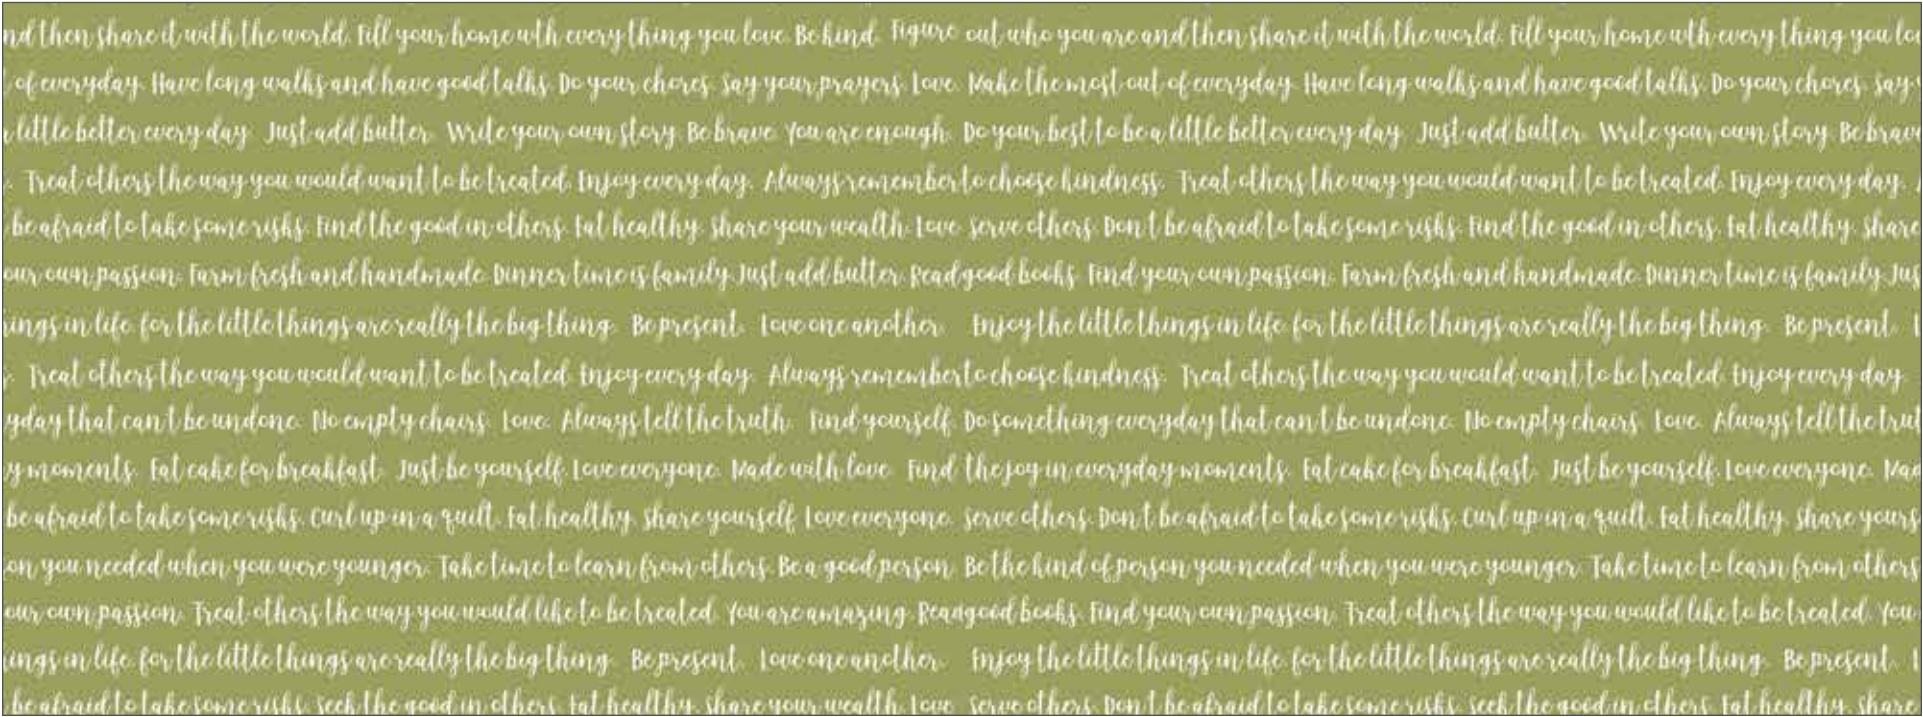 nd then share it with the world. Fill your home wth every thing you love. Be kind. Figure out who you are and then share it with the world. Fill your home wth every thing you lov
of everyday. Have long walks and have good talks. Do your chores. Say your prayers. Love. Make the most out of everyday. Have long walks and have good talks. Do your chores. Say
little better every day. Just add butter. Write your own story. Be brave. You are enough. Do your best to be a little better every day. Just add butter. Write your own story. Be brave
. Treat others the way you would want to be treated. Enjoy every day. Always remember to choose kindness. Treat others the way you would want to be treated. Enjoy every day.
be afraid to take some risks. Find the good in others. Eat healthy. Share your wealth. Love. Serve others. Don't be afraid to take some risks. Find the good in others. Eat healthy. Share
our own passion. Farm fresh and handmade. Dinner time is family. Just add butter. Read good books. Find your own passion. Farm fresh and handmade. Dinner time is family. Jus
ings in life. for the little things are really the big thing. Be present. Love one another. Enjoy the little things in life. for the little things are really the big thing. Be present.
. Treat others the way you would want to be treated. Enjoy every day. Always remember to choose kindness. Treat others the way you would want to be treated. Enjoy every day.
yday that can't be undone. No empty chairs. Love. Always tell the truth. Find yourself. Do something everyday that can't be undone. No empty chairs. Love. Always tell the trut
y moments. Eat cake for breakfast. Just be yourself. Love everyone. Made with love. Find the joy in everyday moments. Eat cake for breakfast. Just be yourself. Love everyone. Mad
be afraid to take some risks. Curl up in a quilt. Eat healthy. Share yourself. Love everyone. Serve others. Don't be afraid to take some risks. Curl up in a quilt. Eat healthy. Share yours
on you needed when you were younger. Take time to learn from others. Be a good person. Be the kind of person you needed when you were younger. Take time to learn from others
our own passion. Treat others the way you would like to be treated. You are amazing. Read good books. Find your own passion. Treat others the way you would like to be treated. You
ings in life. for the little things are really the big thing. Be present. Love one another. Enjoy the little things in life. for the little things are really the big thing. Be present.
be afraid to take some risks. Seek the good in others. Eat healthy. Share your wealth. Love. Serve others. Don't be afraid to take some risks. Seek the good in others. Eat healthy. Share